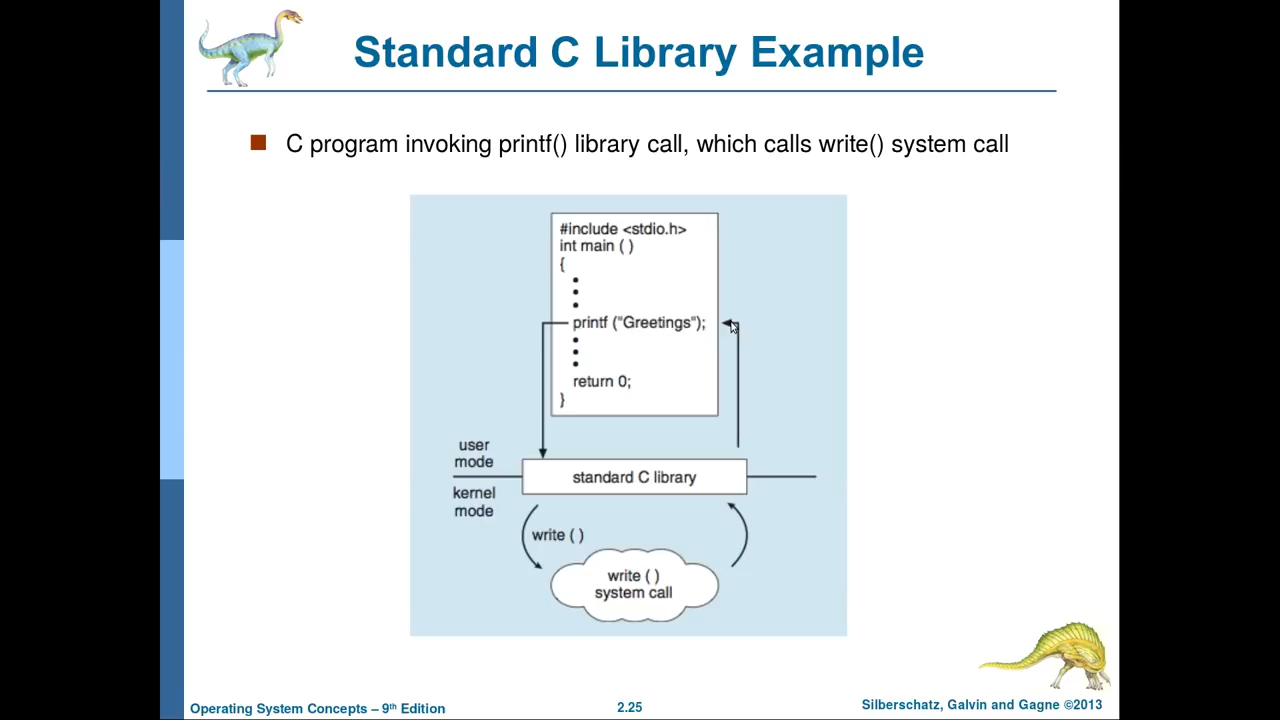 Standard C Library Example
C program invoking printf() library call, which calls write() system call
#include <stdio.h>
int main ( )
{
printf ("Greetings");
return 0;
}
user
mode
standard C library
kernel
mode
write ( )
write ( )
system call
Operating System Concepts – 9th Edition
2.25
Silberschatz, Galvin and Gagne ©2013